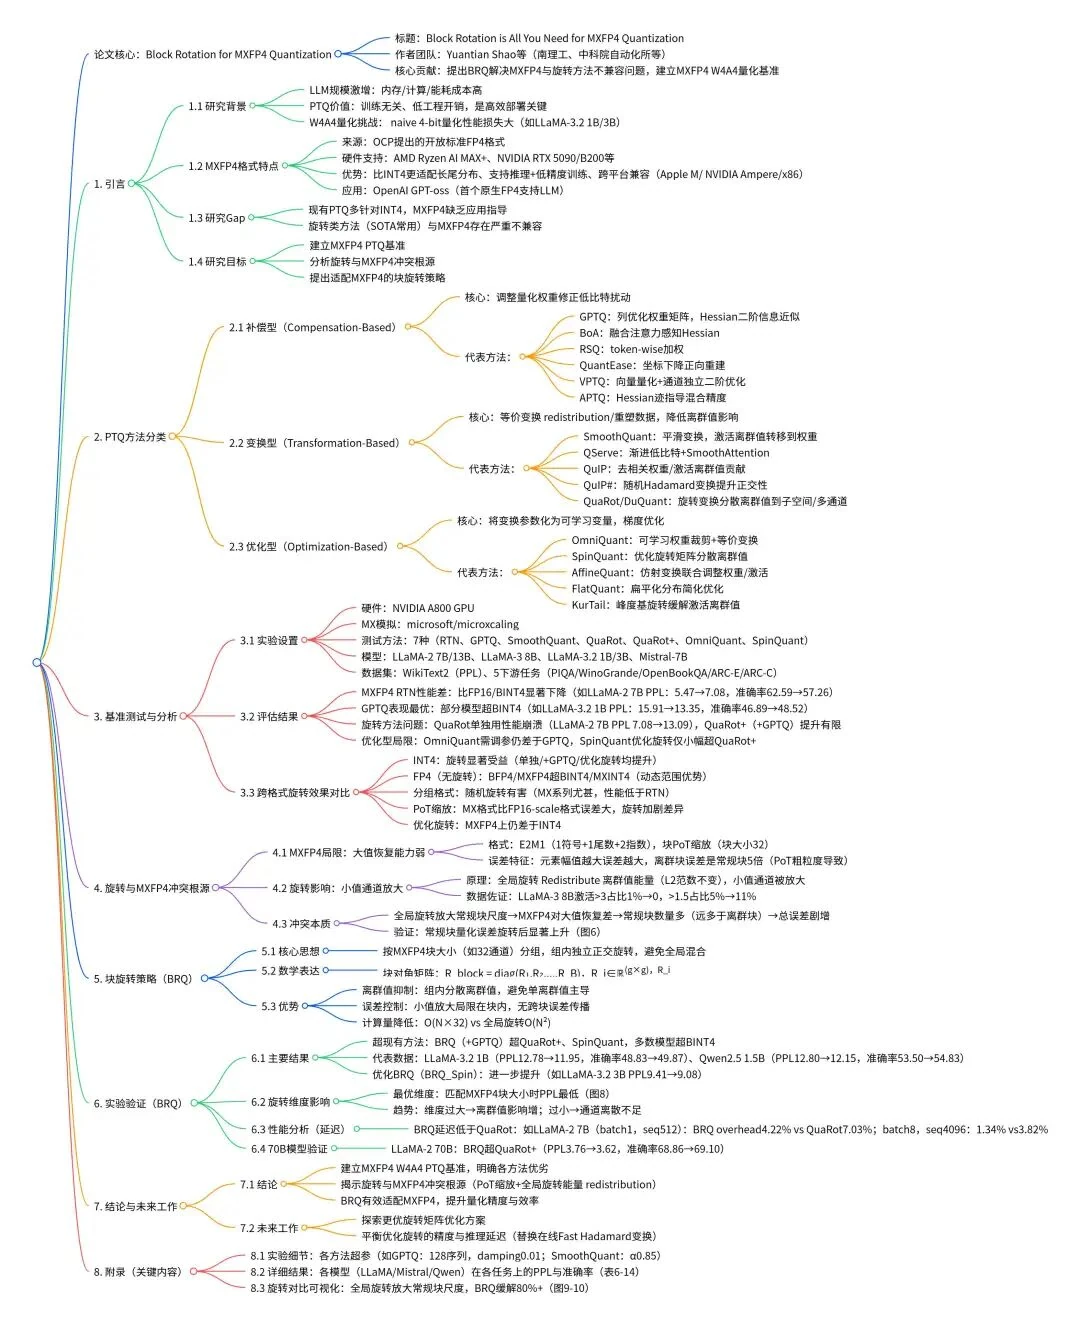 论文核心：Block Rotation for MXFP4 Quantization
标题：Block Rotation is All You Need for MXFP4 Quantization
作者团队：Yuantian Shao等（南理工、中科院自动化所等）
核心贡献：提出BRQ解决MXFP4与旋转方法不兼容问题，建立MXFP4 W4A4量化基准
1. 引言
1.1 研究背景
LLM规模激增：内存/计算/能耗成本高
PTQ价值：训练无关、低工程开销，是高效部署关键
W4A4量化挑战： naive 4-bit量化性能损失大（如LLaMA-3.2 1B/3B）
1.2 MXFP4格式特点
来源：OCP提出的开放标准FP4格式
硬件支持：AMD Ryzen AI MAX+、NVIDIA RTX 5090/B200等
优势：比INT4更适配长尾分布、支持推理+低精度训练、跨平台兼容（Apple M/ NVIDIA Ampere/x86）
应用：OpenAI GPT-oss（首个原生FP4支持LLM）
1.3 研究Gap
现有PTQ多针对INT4，MXFP4缺乏应用指导
旋转类方法（SOTA常用）与MXFP4存在严重不兼容
1.4 研究目标
建立MXFP4 PTQ基准
分析旋转与MXFP4冲突根源
提出适配MXFP4的块旋转策略
2. PTQ方法分类
2.1 补偿型（Compensation-Based）
核心：调整量化权重修正低比特扰动
代表方法：
GPTQ：列优化权重矩阵，Hessian二阶信息近似
BoA：融合注意力感知Hessian
RSQ：token-wise加权
QuantEase：坐标下降正向重建
VPTQ：向量量化+通道独立二阶优化
APTQ：Hessian迹指导混合精度
2.2 变换型（Transformation-Based）
核心：等价变换 redistribution/重塑数据，降低离群值影响
代表方法：
SmoothQuant：平滑变换，激活离群值转移到权重
QServe：渐进低比特+SmoothAttention
QuIP：去相关权重/激活离群值贡献
QuIP#：随机Hadamard变换提升正交性
QuaRot/DuQuant：旋转变换分散离群值到子空间/多通道
2.3 优化型（Optimization-Based）
核心：将变换参数化为可学习变量，梯度优化
代表方法：
OmniQuant：可学习权重裁剪+等价变换
SpinQuant：优化旋转矩阵分散离群值
AffineQuant：仿射变换联合调整权重/激活
FlatQuant：扁平化分布简化优化
KurTail：峰度基旋转缓解激活离群值
3. 基准测试与分析
3.1 实验设置
硬件：NVIDIA A800 GPU
MX模拟：microsoft/microxcaling
测试方法：7种（RTN、GPTQ、SmoothQuant、QuaRot、QuaRot+、OmniQuant、SpinQuant）
模型：LLaMA-2 7B/13B、LLaMA-3 8B、LLaMA-3.2 1B/3B、Mistral-7B
数据集：WikiText2（PPL）、5下游任务（PIQA/WinoGrande/OpenBookQA/ARC-E/ARC-C）
3.2 评估结果
MXFP4 RTN性能差：比FP16/BINT4显著下降（如LLaMA-2 7B PPL：5.47→7.08，准确率62.59→57.26）
GPTQ表现最优：部分模型超BINT4（如LLaMA-3.2 1B PPL：15.91→13.35，准确率46.89→48.52）
旋转方法问题：QuaRot单独用性能崩溃（LLaMA-2 7B PPL 7.08→13.09），QuaRot+（+GPTQ）提升有限
优化型局限：OmniQuant需调参仍差于GPTQ，SpinQuant优化旋转仅小幅超QuaRot+
3.3 跨格式旋转效果对比
INT4：旋转显著受益（单独/+GPTQ/优化旋转均提升）
FP4（无旋转）：BFP4/MXFP4超BINT4/MXINT4（动态范围优势）
分组格式：随机旋转有害（MX系列尤甚，性能低于RTN）
PoT缩放：MX格式比FP16-scale格式误差大，旋转加剧差异
优化旋转：MXFP4上仍差于INT4
4. 旋转与MXFP4冲突根源
4.1 MXFP4局限：大值恢复能力弱
格式：E2M1（1符号+1尾数+2指数），块PoT缩放（块大小32）
误差特征：元素幅值越大误差越大，离群块误差是常规块5倍（PoT粗粒度导致）
4.2 旋转影响：小值通道放大
原理：全局旋转 Redistribute 离群值能量（L2范数不变），小值通道被放大
数据佐证：LLaMA-3 8B激活>3占比1%→0，>1.5占比5%→11%
4.3 冲突本质
全局旋转放大常规块尺度→MXFP4对大值恢复差→常规块数量多（远多于离群块）→总误差剧增
验证：常规块量化误差旋转后显著上升（图6）
5. 块旋转策略（BRQ）
5.1 核心思想
按MXFP4块大小（如32通道）分组，组内独立正交旋转，避免全局混合
5.2 数学表达
块对角矩阵：R_block = diag(R₁,R₂,...,R_B)，R_i∈ℝ^(g×g)，R_i
5.3 优势
离群值抑制：组内分散离群值，避免单离群值主导
误差控制：小值放大局限在块内，无跨块误差传播
计算量降低：O(N×32) vs 全局旋转O(N²)
6. 实验验证（BRQ）
6.1 主要结果
超现有方法：BRQ（+GPTQ）超QuaRot+、SpinQuant，多数模型超BINT4
代表数据：LLaMA-3.2 1B（PPL12.78→11.95，准确率48.83→49.87）、Qwen2.5 1.5B（PPL12.80→12.15，准确率53.50→54.83）
优化BRQ（BRQ_Spin）：进一步提升（如LLaMA-3.2 3B PPL9.41→9.08）
6.2 旋转维度影响
最优维度：匹配MXFP4块大小时PPL最低（图8）
趋势：维度过大→离群值影响增；过小→通道离散不足
6.3 性能分析（延迟）
BRQ延迟低于QuaRot：如LLaMA-2 7B（batch1，seq512）：BRQ overhead4.22% vs QuaRot7.03%；batch8，seq4096：1.34% vs3.82%
6.4 70B模型验证
LLaMA-2 70B：BRQ超QuaRot+（PPL3.76→3.62，准确率68.86→69.10）
7. 结论与未来工作
7.1 结论
建立MXFP4 W4A4 PTQ基准，明确各方法优劣
揭示旋转与MXFP4冲突根源（PoT缩放+全局旋转能量 redistribution）
BRQ有效适配MXFP4，提升量化精度与效率
7.2 未来工作
探索更优旋转矩阵优化方案
平衡优化旋转的精度与推理延迟（替换在线Fast Hadamard变换）
8. 附录（关键内容）
8.1 实验细节：各方法超参（如GPTQ：128序列，damping0.01；SmoothQuant：α0.85）
8.2 详细结果：各模型（LLaMA/Mistral/Qwen）在各任务上的PPL与准确率（表6-14）
8.3 旋转对比可视化：全局旋转放大常规块尺度，BRQ缓解80%+（图9-10）